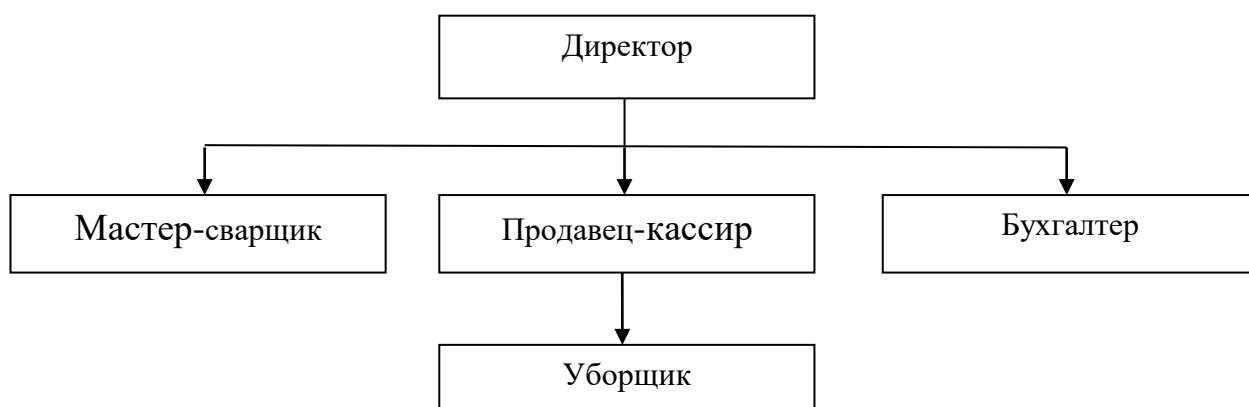 Директор
Мастер-сварщик
Продавец-кассир
Бухгалтер
Уборщик